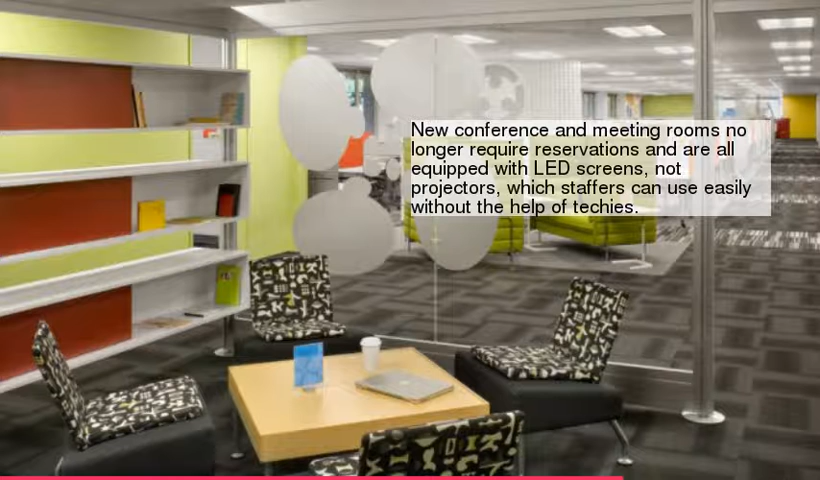 New conference and meeting rooms no
longer require reservations and are all
equipped with LED screens, not
projectors, which staffers can use easily
without the help of techies.